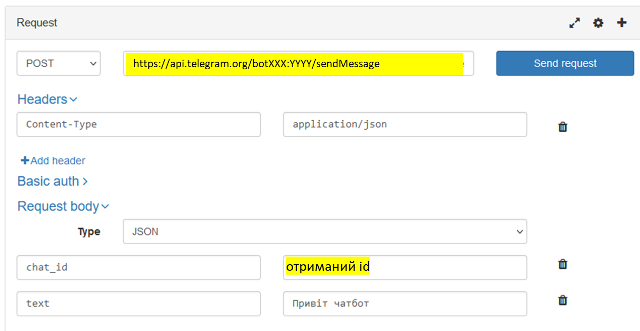 Request
POST
https://api.telegram.org/botXXX:YYYY/sendMessage
Send request
Headers
Content-Type
application/json
Add header
Basic auth
Request body
Type
JSON
chat_id
отриманий id
text
Привіт чатбот